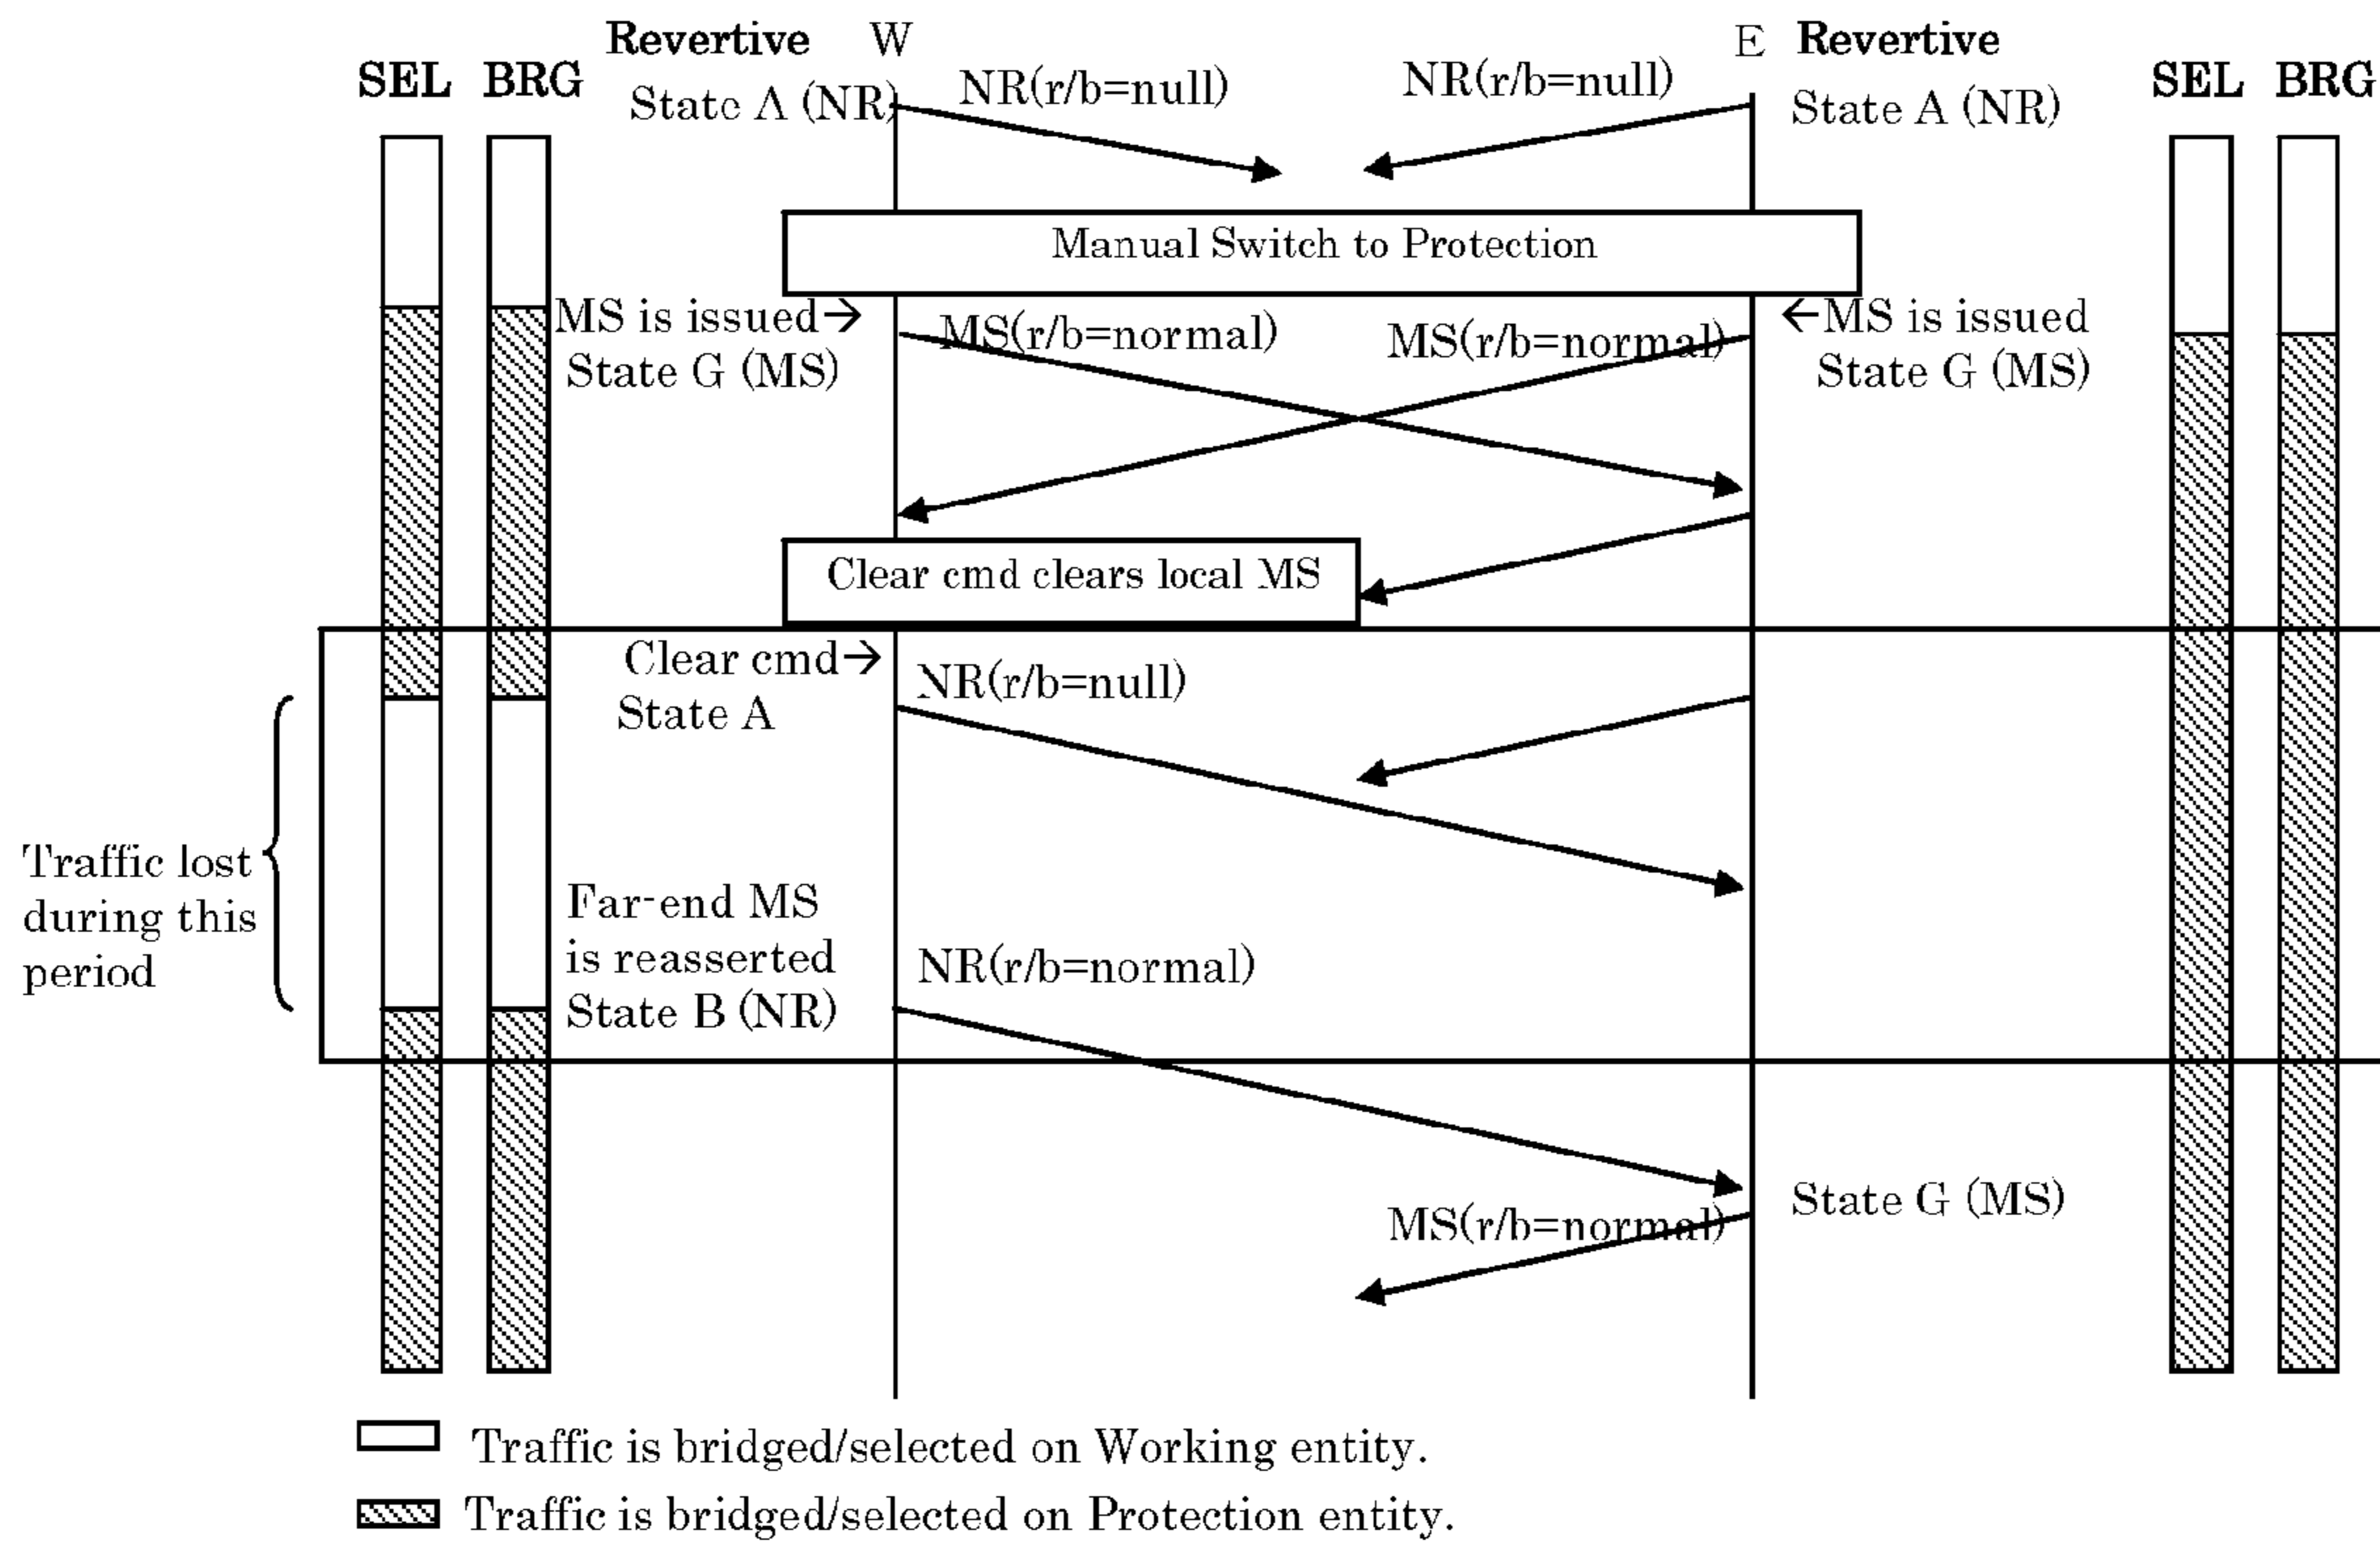 Revertive W E Revertive
SEL BRG SEL BRG
State A (NR) NR(r/b=null) NR(r/b=null) State A (NR)
Manual Switch to Protection
MS is issued→ MS(r/b=normal) MS(r/b=normal) ←MS is issued
State G (MS) State G (MS)
Clear cmd clears local MS
Clear cmd→
State A
NR(r/b=null)
Traffic lost
during this
period
Far-end MS
is reasserted
State B (NR)
NR(r/b=normal)
State G (MS)
MS(r/b=normal)
Traffic is bridged/selected on Working entity.
Traffic is bridged/selected on Protection entity.